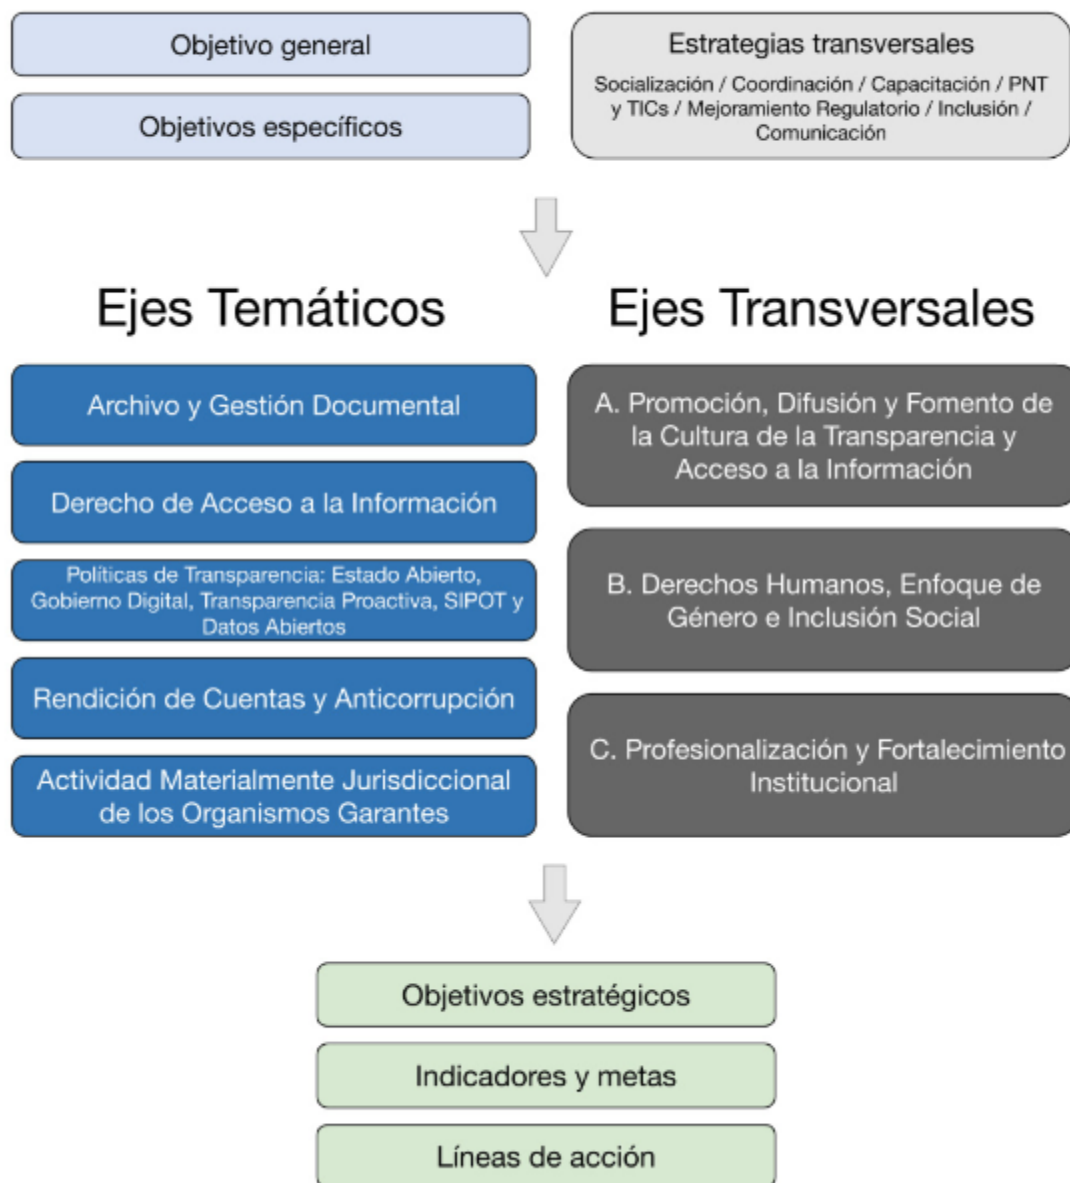 Objetivo general
Objetivos específicos
Estrategias transversales
Socialización / Coordinación / Capacitación / PNT
y TICs / Mejoramiento Regulatorio / Inclusión /
Comunicación
Ejes Temáticos
Archivo y Gestión Documental
Derecho de Acceso a la Información
Políticas de Transparencia: Estado Abierto,
Gobierno Digital, Transparencia Proactiva, SIPOT y
Datos Abiertos
Rendición de Cuentas y Anticorrupción
Actividad Materialmente Jurisdiccional
de los Organismos Garantes
Ejes Transversales
A. Promoción, Difusión y Fomento de
la Cultura de la Transparencia y
Acceso a la Información
B. Derechos Humanos, Enfoque de
Género e Inclusión Social
C. Profesionalización y Fortalecimiento
Institucional
Objetivos estratégicos
Indicadores y metas
Líneas de acción